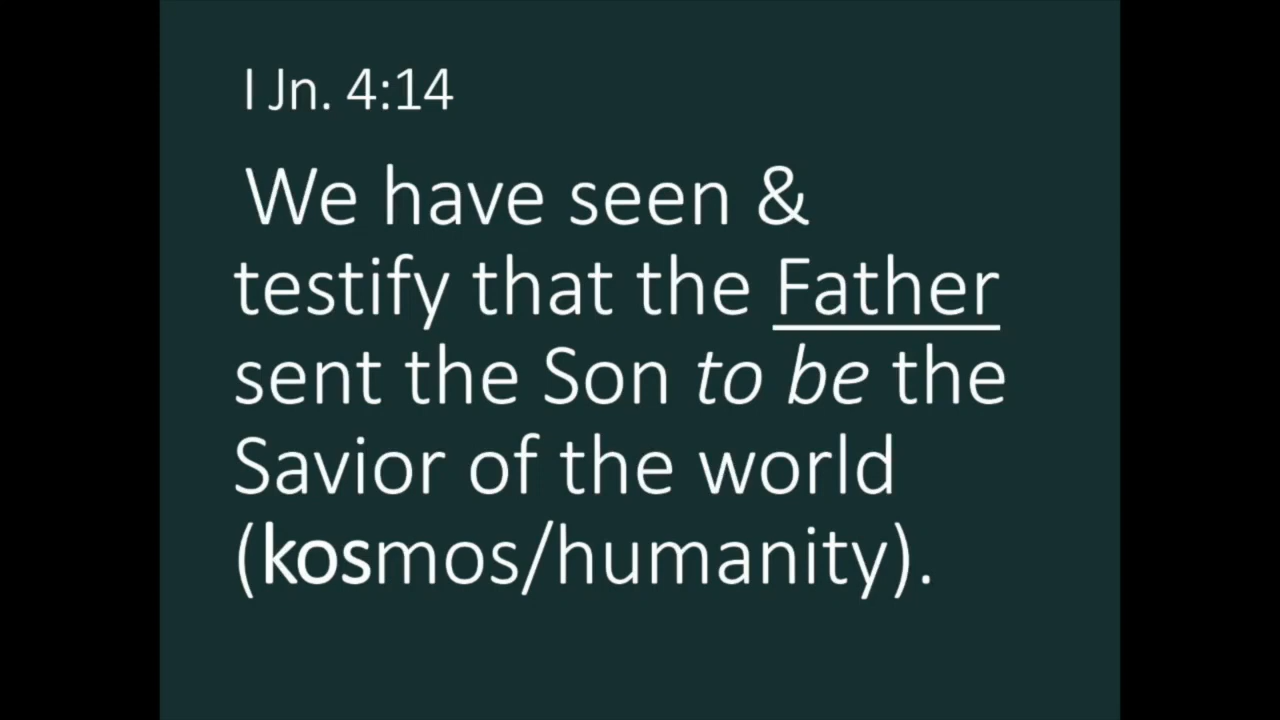 I Jn. 4:14
We have seen &
testify that the Father
sent the Son to be the
Savior of the world
(kosmos/humanity).